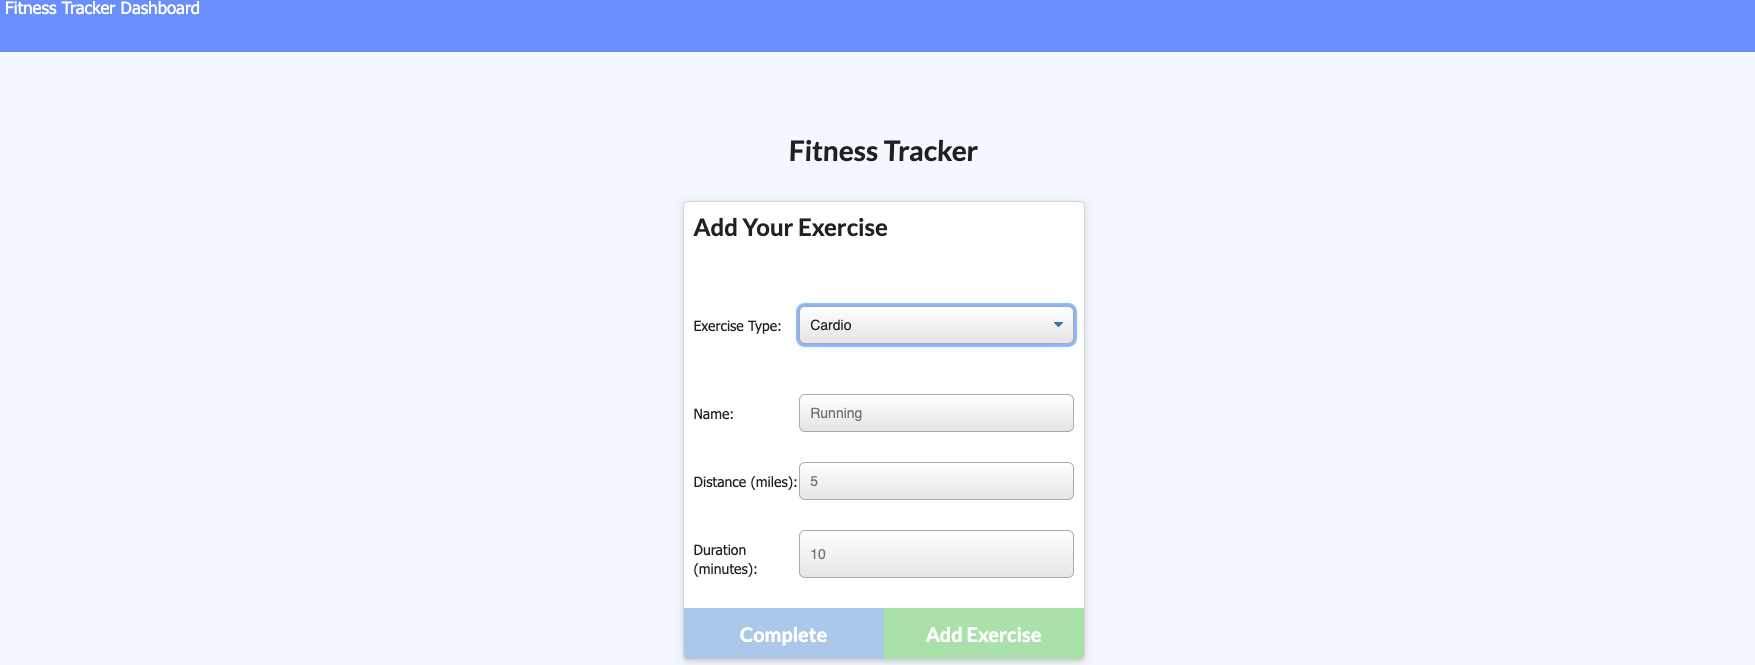 Fitness Tracker Dashboard
Fitness Tracker
Add Your Exercise
Exercise Type: Cardio
Name: Running
Distance (miles): 5
Duration
(minutes): 10
Complete Add Exercise